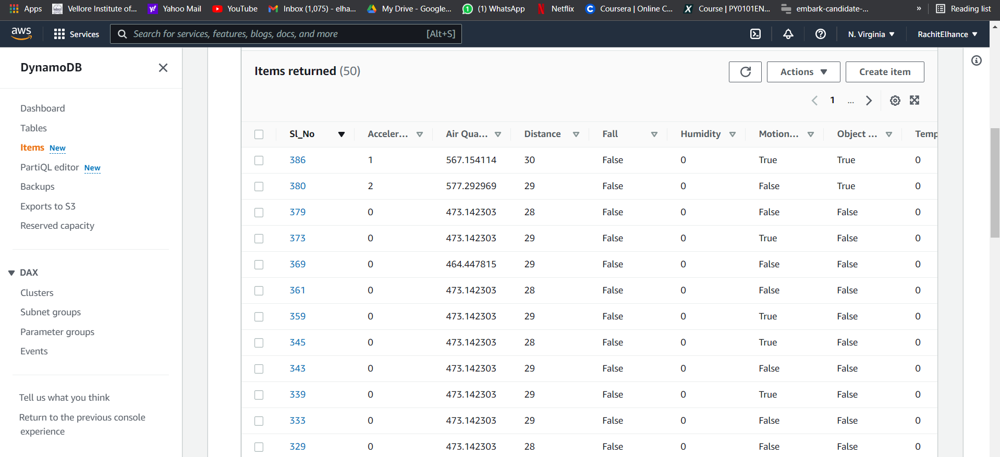 Apps Vellore Institute of... Yahoo Mail YouTube Inbox (1,075) - elha... My Drive - Google... (1) WhatsApp Netflix Coursera | Online C... Course | PY0101EN... embark-candidate-... » Reading list
aws Services Search for services, features, blogs, docs, and more [Alt+S] N. Virginia ▼ RachitElhance ▼
DynamoDB
Dashboard
Tables
Items New
PartiQL editor New
Backups
Exports to S3
Reserved capacity
DAX
Clusters
Subnet groups
Parameter groups
Events
Tell us what you think
Return to the previous console
experience
Items returned (50)
Actions ▼ Create item
1 ...
Sl_No Acceler... Air Qua... Distance Fall Humidity Motion... Object ... Temp
386 1 567.154114 30 False 0 True True 0
380 2 577.292969 29 False 0 False True 0
379 0 473.142303 28 False 0 False False 0
373 0 473.142303 29 False 0 True False 0
369 0 464.447815 29 False 0 False False 0
361 0 473.142303 28 False 0 False False 0
359 0 473.142303 29 False 0 True False 0
345 0 473.142303 28 False 0 True False 0
343 0 473.142303 29 False 0 False False 0
339 0 473.142303 29 False 0 True False 0
333 0 473.142303 29 False 0 False False 0
329 0 473.142303 28 False 0 False False 0